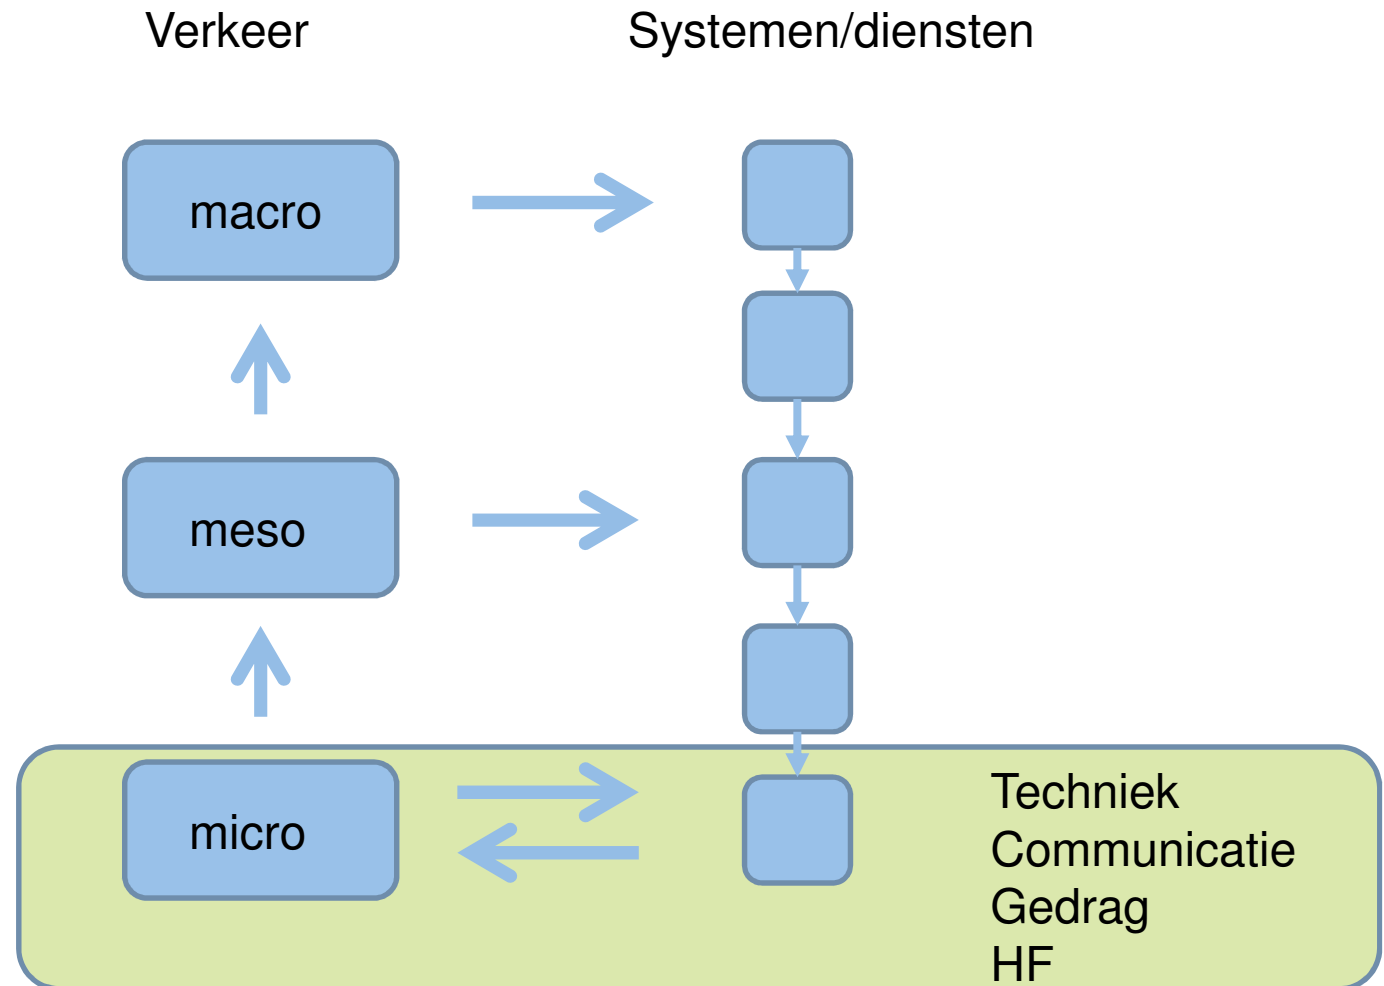 Verkeer
Systemen/diensten
macro
meso
micro
Techniek
Communicatie
Gedrag
HF